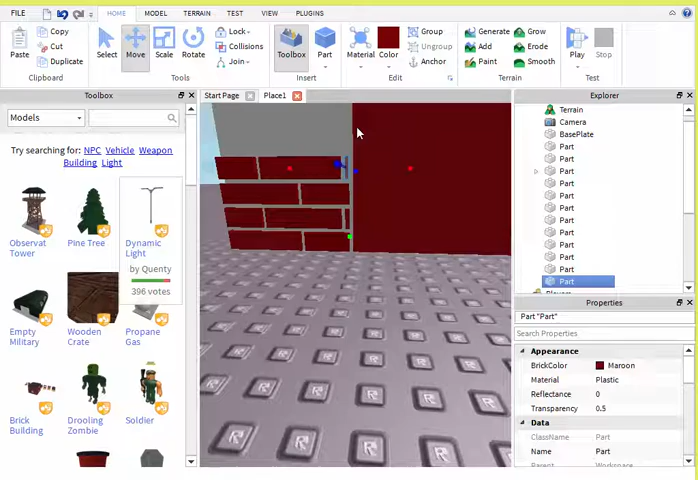 FILE HOME MODEL TERRAIN TEST VIEW PLUGINS
Paste Copy Cut Duplicate
Clipboard
Select Move Scale Rotate Lock Collisions Join
Tools
Toolbox Part
Insert
Material Color Group Ungroup Anchor
Edit
Generate Grow
Add Erode
Paint Smooth
Terrain
Play Stop
Test
Toolbox
Models
Try searching for: NPC Vehicle Weapon
Building Light
Observat
Tower
Pine Tree
Dynamic
Light
by Quenty
396 votes
Empty
Military
Wooden
Crate
Propane
Gas
Brick
Building
Drooling
Zombie
Soldier
Start Page Place1
Explorer
Terrain
Camera
BasePlate
Part
Part
Part
Part
Part
Part
Part
Part
Part
Part
Part
Part
Properties
Part "Part"
Search Properties
Appearance
BrickColor Maroon
Material Plastic
Reflectance 0
Transparency 0.5
Data
ClassName Part
Name Part
Parent Workspace